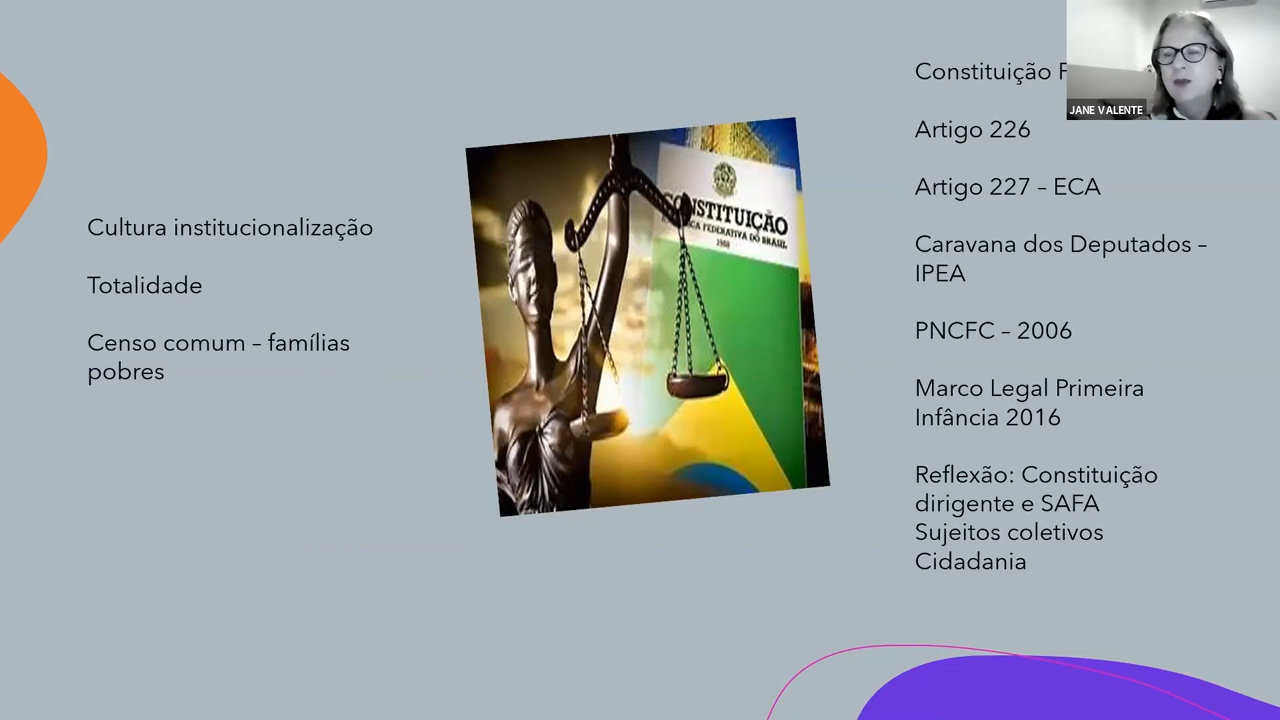 Cultura institucionalização
Totalidade
Censo comum – famílias
pobres
CONSTITUIÇÃO
FEDERATIVA DO BRASIL
1988
Constituição
JANE VALENTE
Artigo 226
Artigo 227 – ECA
Caravana dos Deputados –
IPEA
PNCFC – 2006
Marco Legal Primeira
Infância 2016
Reflexão: Constituição
dirigente e SAFA
Sujeitos coletivos
Cidadania